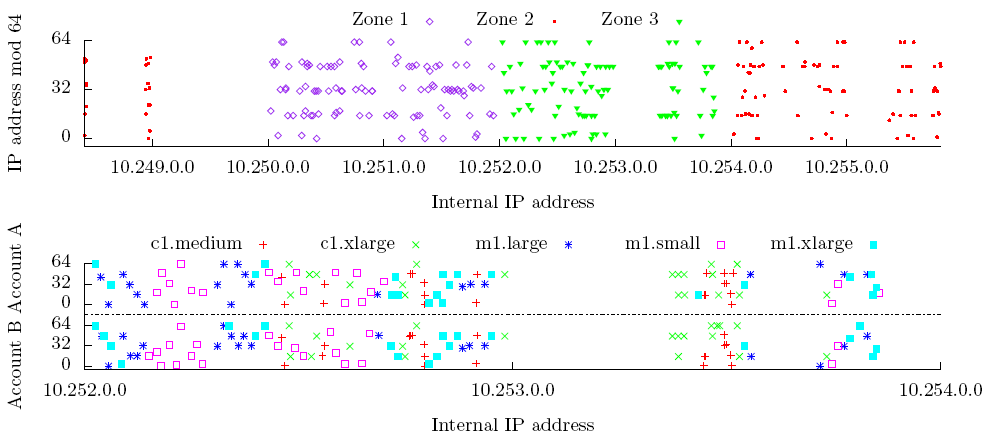 Zone 1 Zone 2 Zone 3
IP address mod 64
64
32
0
10.249.0.0 10.250.0.0 10.251.0.0 10.252.0.0 10.253.0.0 10.254.0.0 10.255.0.0
Internal IP address
c1.medium c1.xlarge m1.large m1.small m1.xlarge
Account A
64
32
0
Account B
64
32
0
10.252.0.0 10.253.0.0 10.254.0.0
Internal IP address